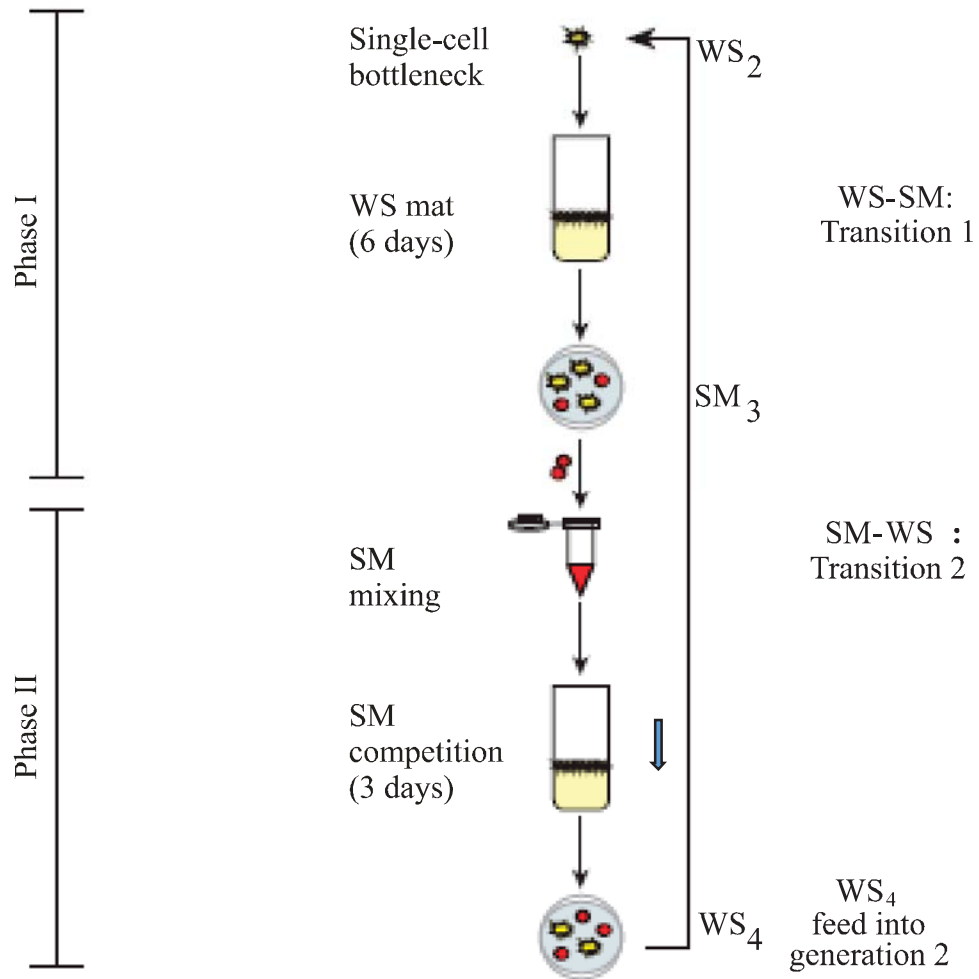 Single-cell
bottleneck
WS2
Phase I
WS mat
(6 days)
WS-SM:
Transition 1
SM3
SM
mixing
SM-WS :
Transition 2
Phase II
SM
competition
(3 days)
WS4
WS4
feed into
generation 2